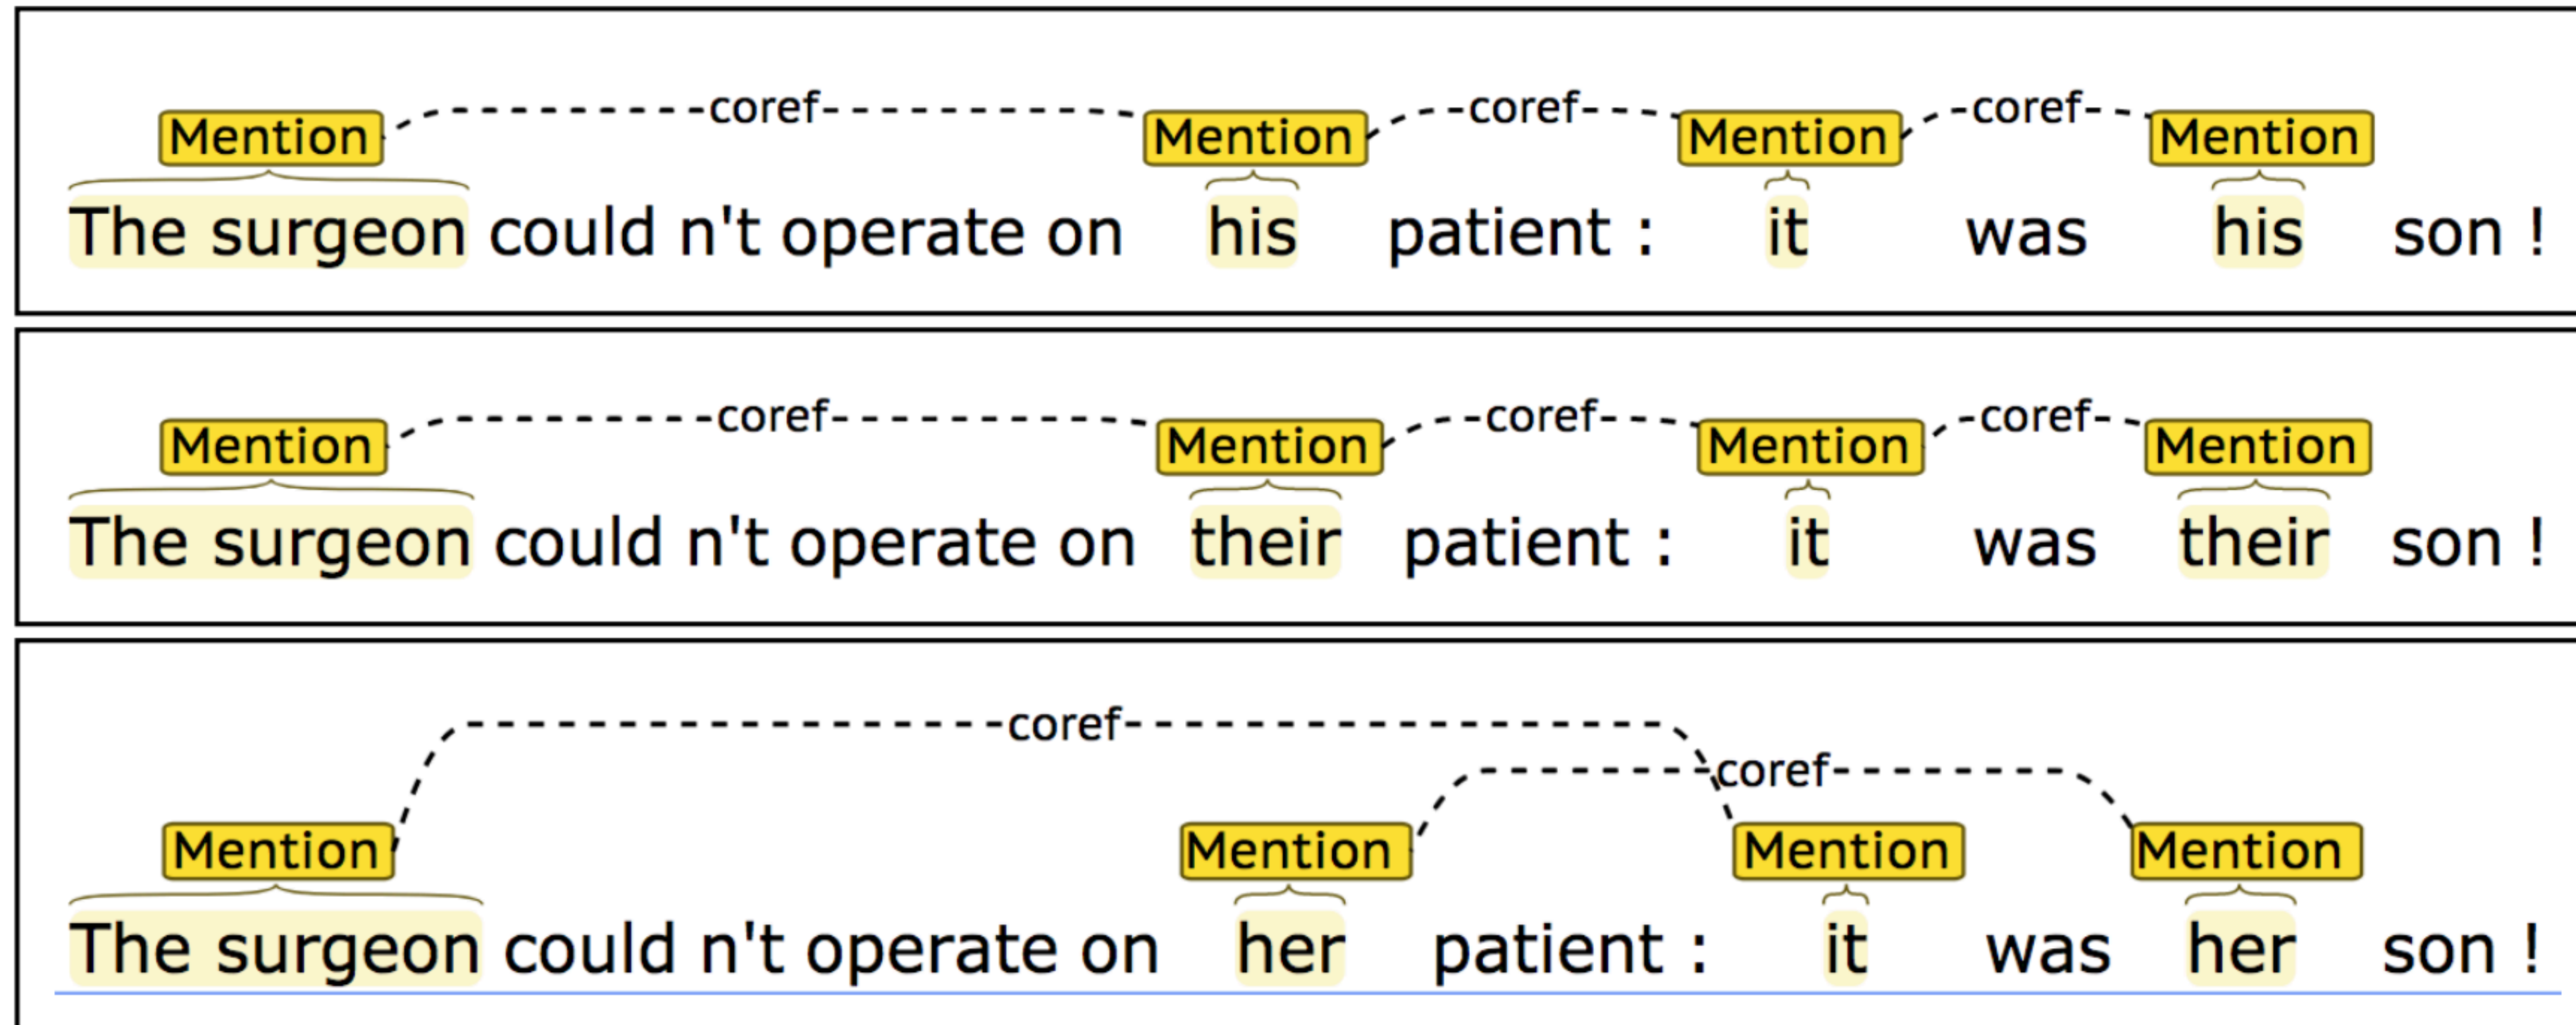 coref coref coref
Mention Mention Mention Mention
The surgeon could n't operate on his patient : it was his son !
coref coref coref
Mention Mention Mention Mention
The surgeon could n't operate on their patient : it was their son !
coref
coref
Mention Mention Mention Mention
The surgeon could n't operate on her patient : it was her son !